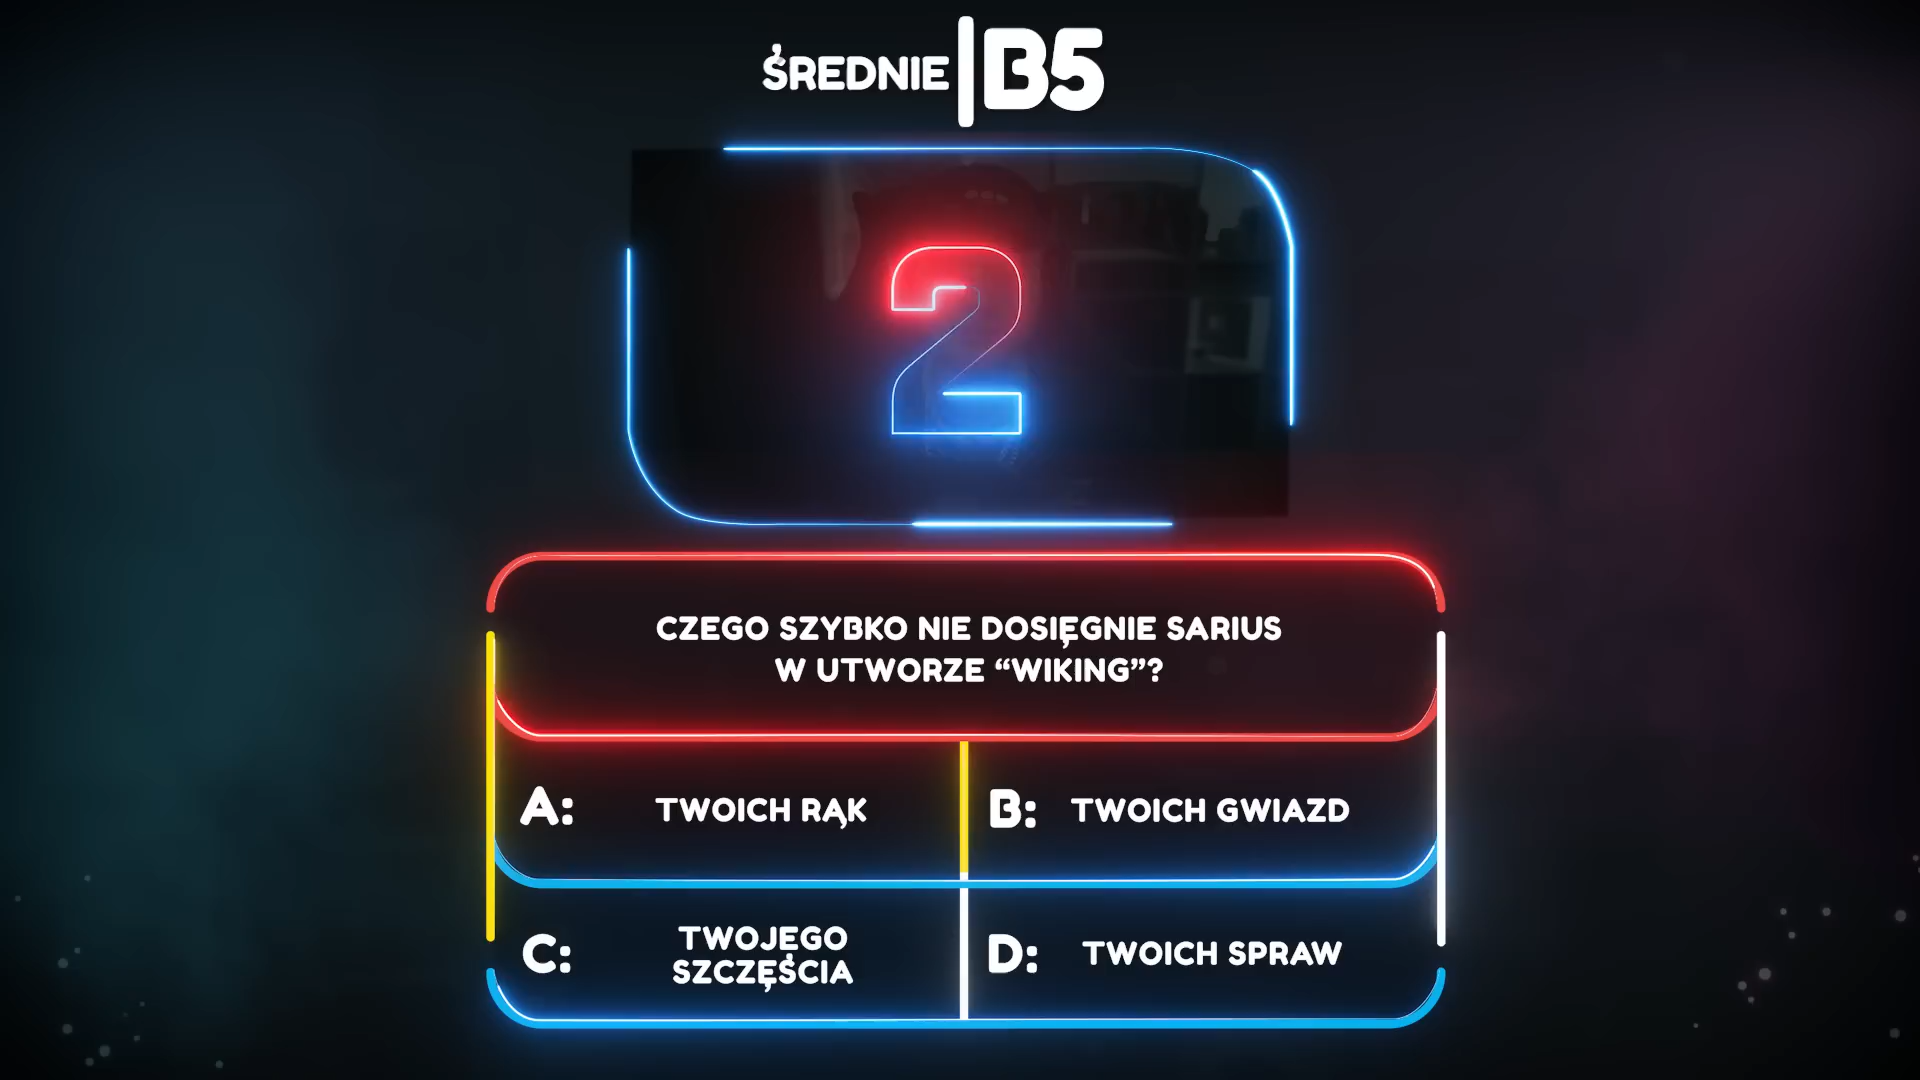 ŚREDNIE | B5
2
CZEGO SZYBKO NIE DOSIĘGNIE SARIUS
W UTWORZE “WIKING”?
A: TWOICH RĄK
B: TWOICH GWIAZD
C: TWOJEGO
SZCZĘŚCIA
D: TWOICH SPRAW